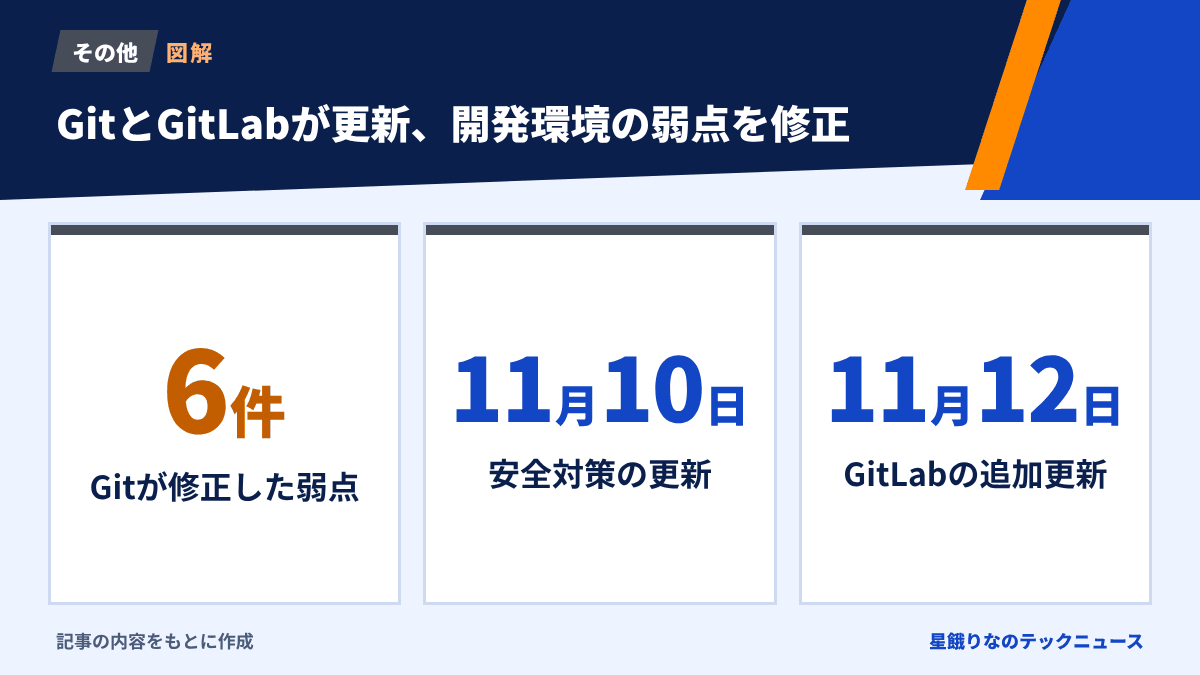 その他 図解
GitとGitLabが更新、開発環境の弱点を修正
6件
Gitが修正した弱点
11月10日
安全対策の更新
11月12日
GitLabの追加更新
記事の内容をもとに作成
星餓りなのテックニュース